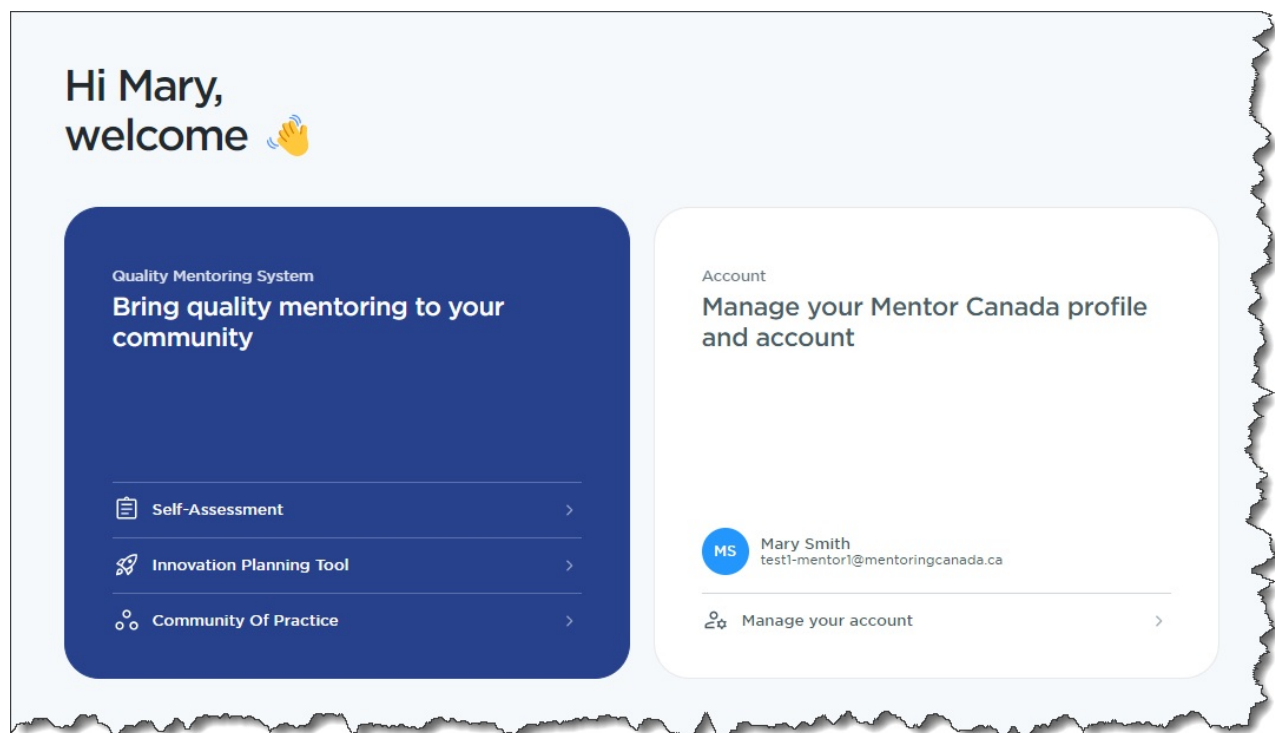 Hi Mary,
welcome 👋
Quality Mentoring System
Bring quality mentoring to your
community
Self-Assessment
Innovation Planning Tool
Community Of Practice
Account
Manage your Mentor Canada profile
and account
MS
Mary Smith
test1-mentor1@mentoringcanada.ca
Manage your account